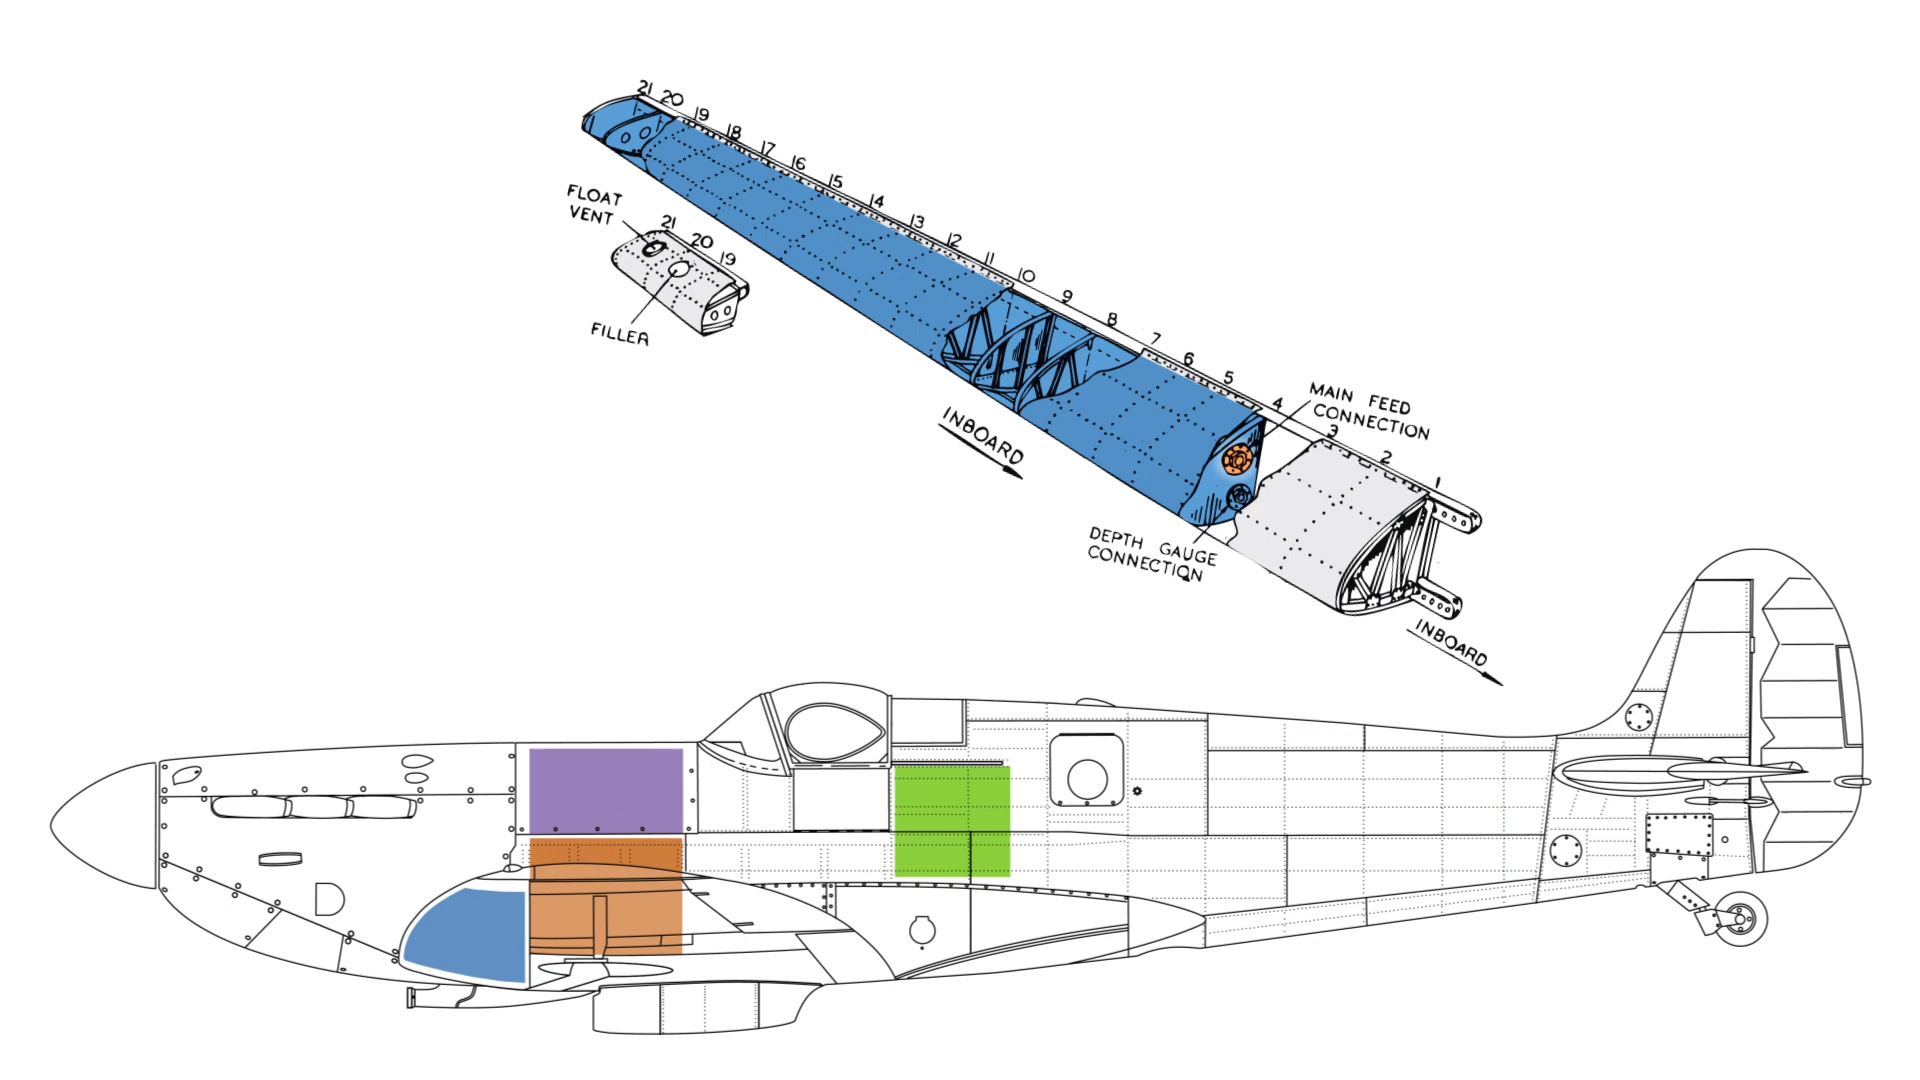 21
20
19
18
17
16
15
14
13
12
11
10
9
8
7
6
5
4
3
2
1
FLOAT
VENT
21
20
19
FILLER
INBOARD
MAIN FEED
CONNECTION
DEPTH GAUGE
CONNECTION
INBOARD